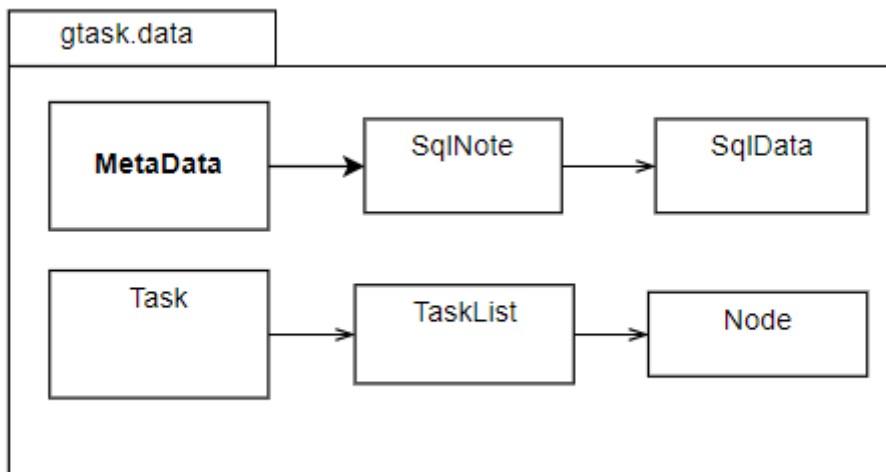 gtask.data
MetaData
SqlNote
SqlData
Task
TaskList
Node